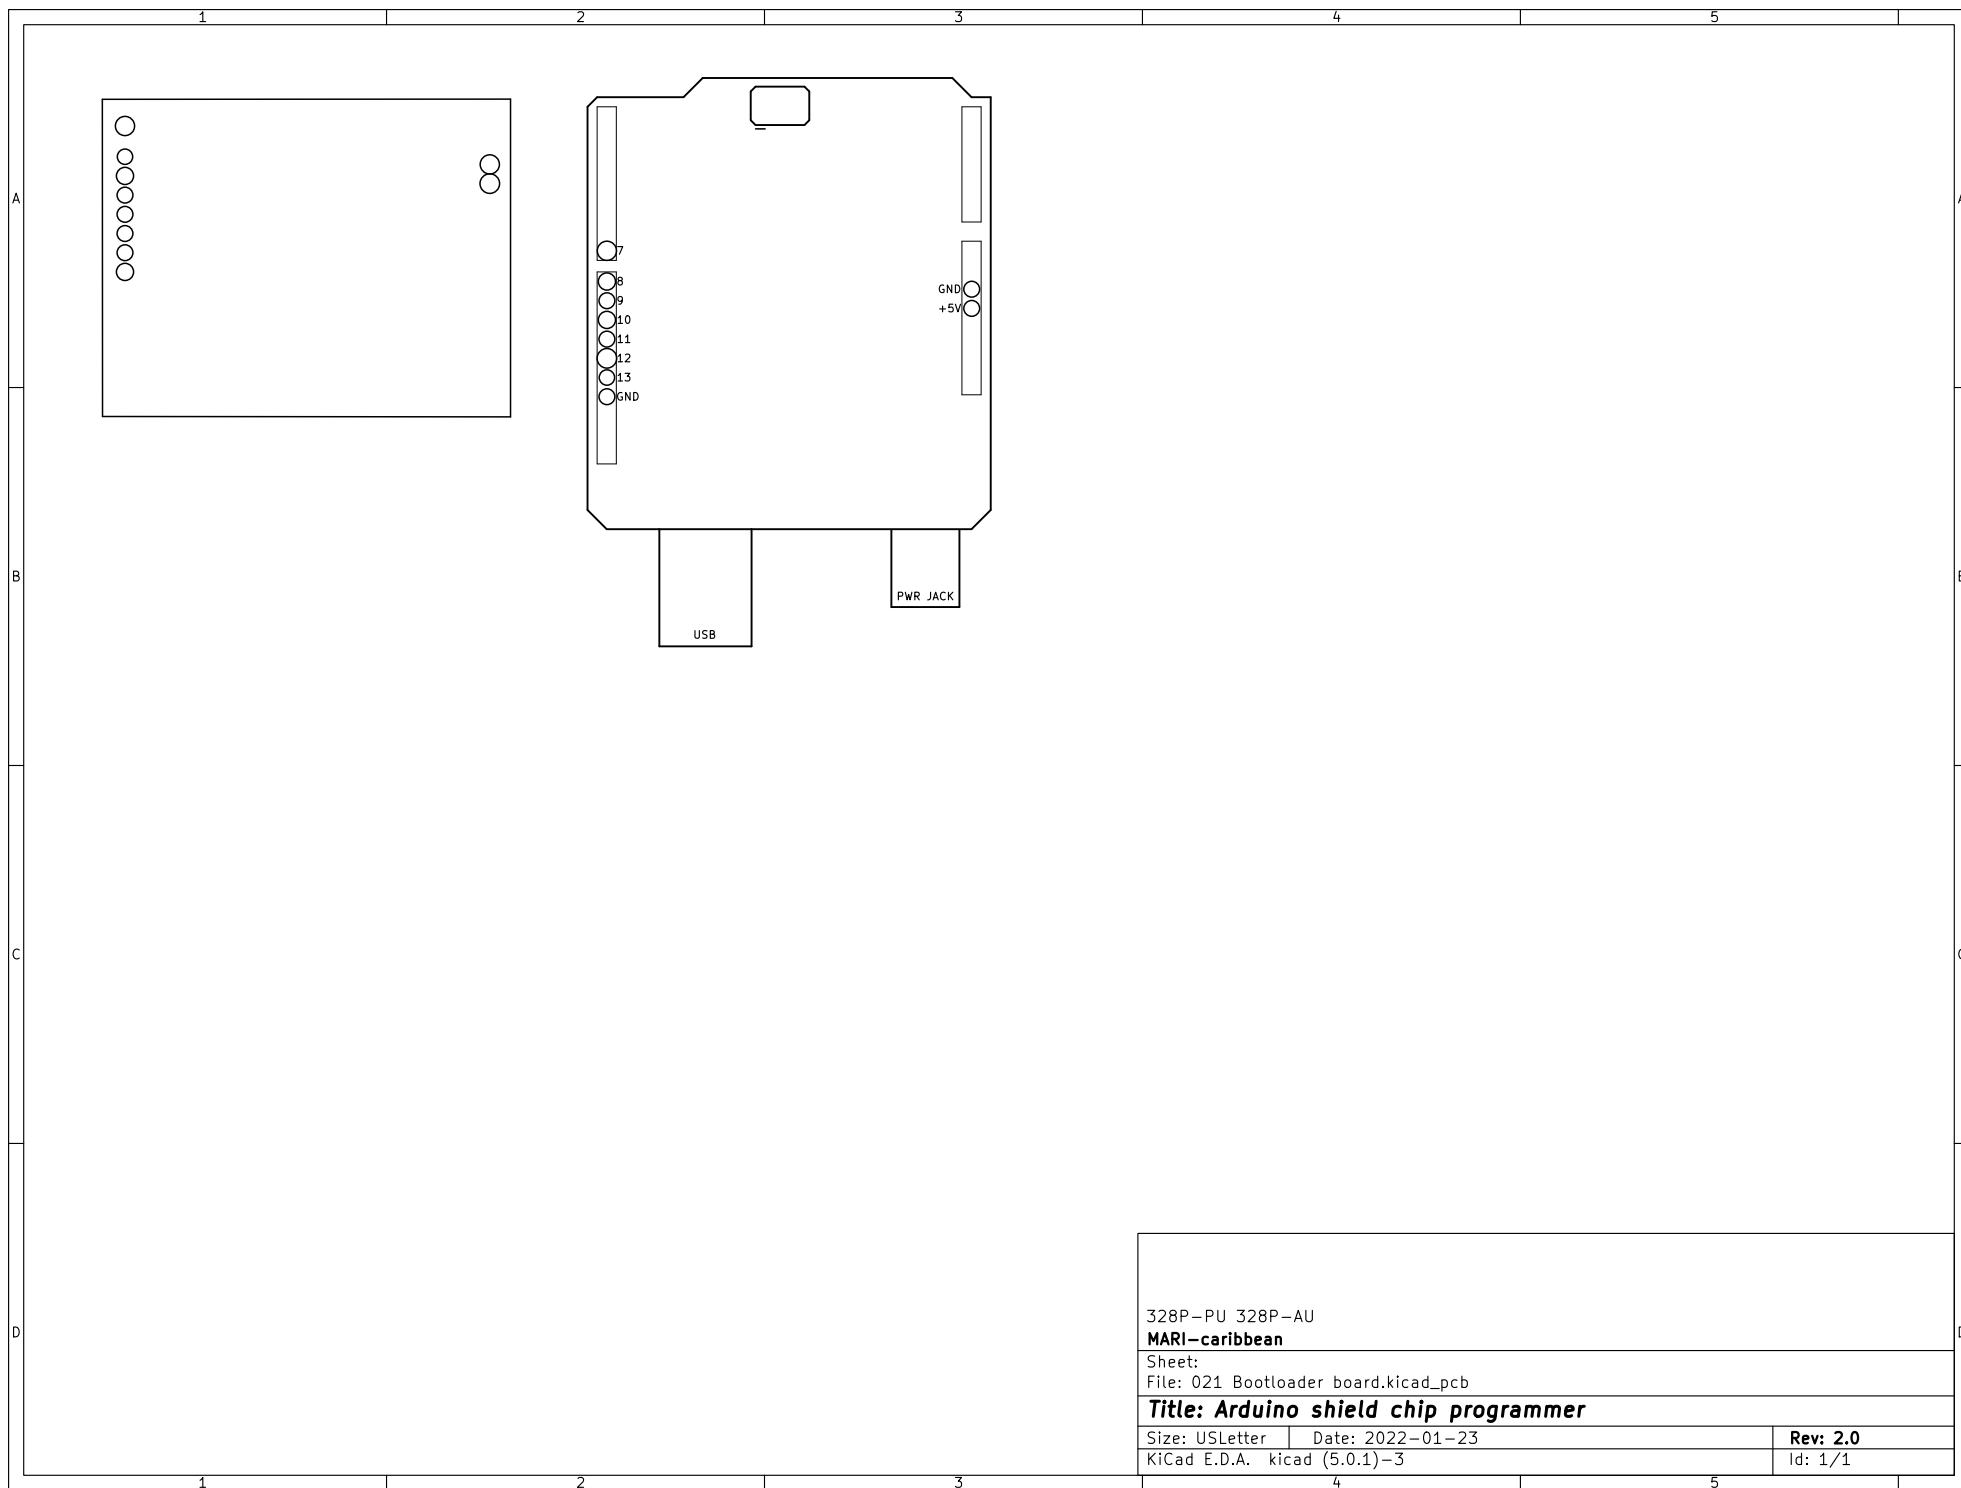 1 2 3 4 5
A A
7
8
9
10
11
12
13
GND
GND
+5V
PWR JACK
USB
B
C
D
328P-PU 328P-AU
MARI-caribbean
Sheet:
File: 021 Bootloader board.kicad_pcb
Title: Arduino shield chip programmer
Size: USLetter Date: 2022-01-23 Rev: 2.0
KiCad E.D.A. kicad (5.0.1)-3 Id: 1/1
1 2 3 4 5